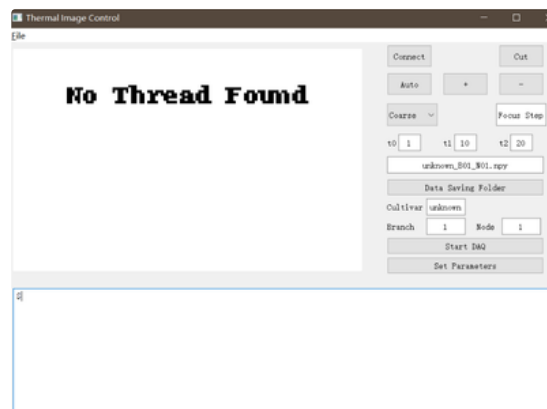 Thermal Image Control
File
No Thread Found
Connect
Cut
Auto
+
-
Coarse
Focus Step
t0 1 t1 10 t2 20
unknown_B01_N01.npy
Data Saving Folder
Cultivar unknown
Branch 1 Node 1
Start DAQ
Set Parameters